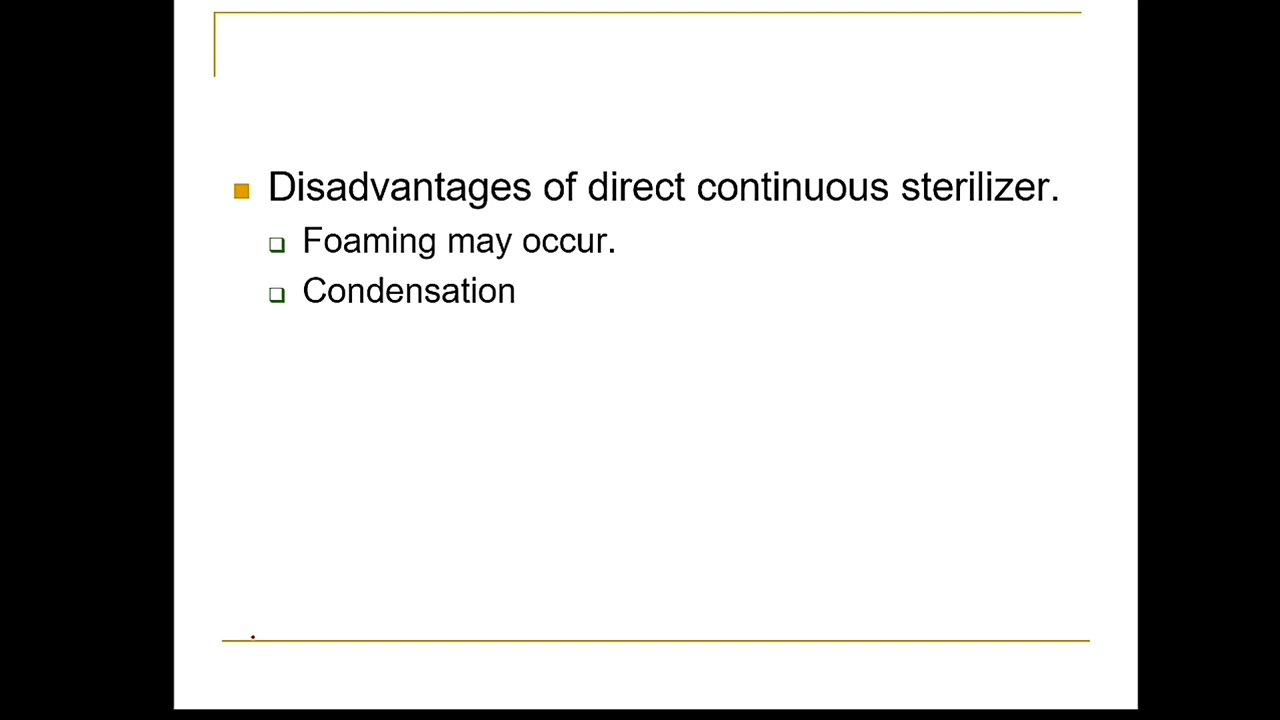 Disadvantages of direct continuous sterilizer.
Foaming may occur.
Condensation